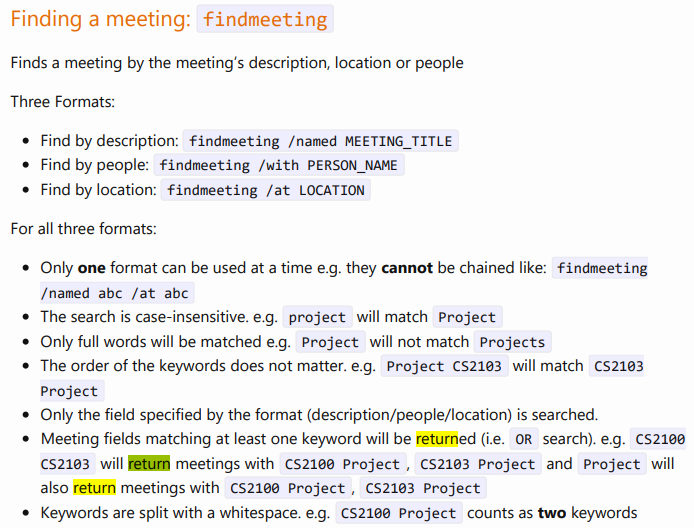 Finding a meeting: findmeeting
Finds a meeting by the meeting's description, location or people
Three Formats:
• Find by description: findmeeting /named MEETING_TITLE
• Find by people: findmeeting /with PERSON_NAME
• Find by location: findmeeting /at LOCATION
For all three formats:
• Only one format can be used at a time e.g. they cannot be chained like: findmeeting
/named abc /at abc
• The search is case-insensitive. e.g. project will match Project
• Only full words will be matched e.g. Project will not match Projects
• The order of the keywords does not matter. e.g. Project CS2103 will match CS2103
Project
• Only the field specified by the format (description/people/location) is searched.
• Meeting fields matching at least one keyword will be returned (i.e. OR search). e.g. CS2100
CS2103 will return meetings with CS2100 Project, CS2103 Project and Project will
also return meetings with CS2100 Project, CS2103 Project
• Keywords are split with a whitespace. e.g. CS2100 Project counts as two keywords